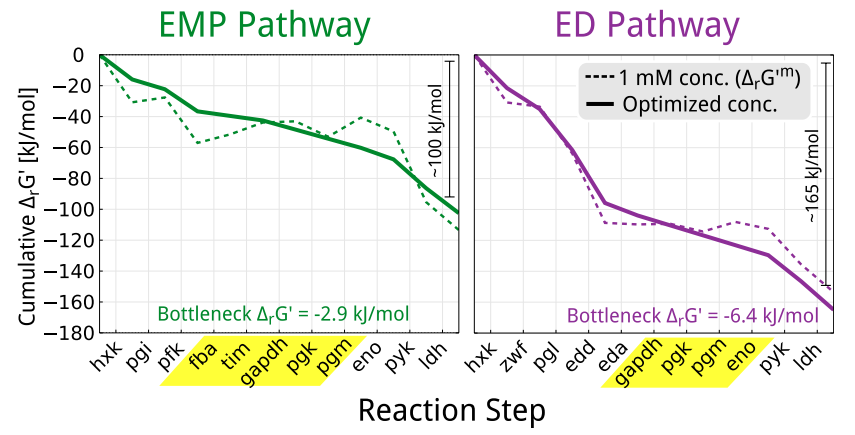 EMP Pathway
ED Pathway
Cumulative ΔrG' [kJ/mol]
0
−20
−40
−60
−80
−100
−120
−140
−160
−180
~100 kJ/mol
Bottleneck ΔrG' = -2.9 kJ/mol
1 mM conc. (ΔrG'm)
Optimized conc.
~165 kJ/mol
Bottleneck ΔrG' = -6.4 kJ/mol
hxk pgi pfk fba tim gapdh pgk pgm eno pyk ldh
hxk zwf pgl edd eda gapdh pgk pgm eno pyk ldh
Reaction Step